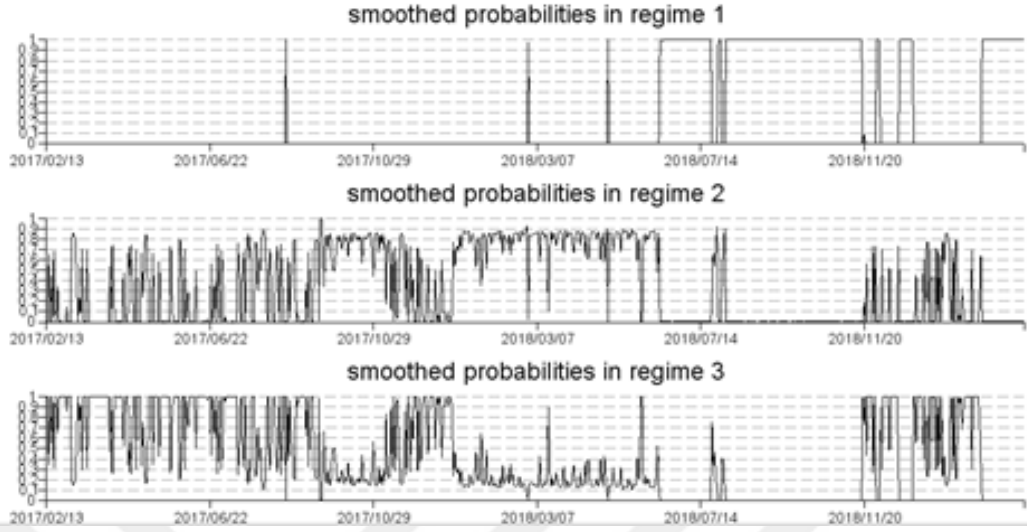 smoothed probabilities in regime 1
2017/02/13 2017/06/22 2017/10/29 2018/03/07 2018/07/14 2018/11/20
smoothed probabilities in regime 2
2017/02/13 2017/06/22 2017/10/29 2018/03/07 2018/07/14 2018/11/20
smoothed probabilities in regime 3
2017/02/13 2017/06/22 2017/10/29 2018/03/07 2018/07/14 2018/11/20